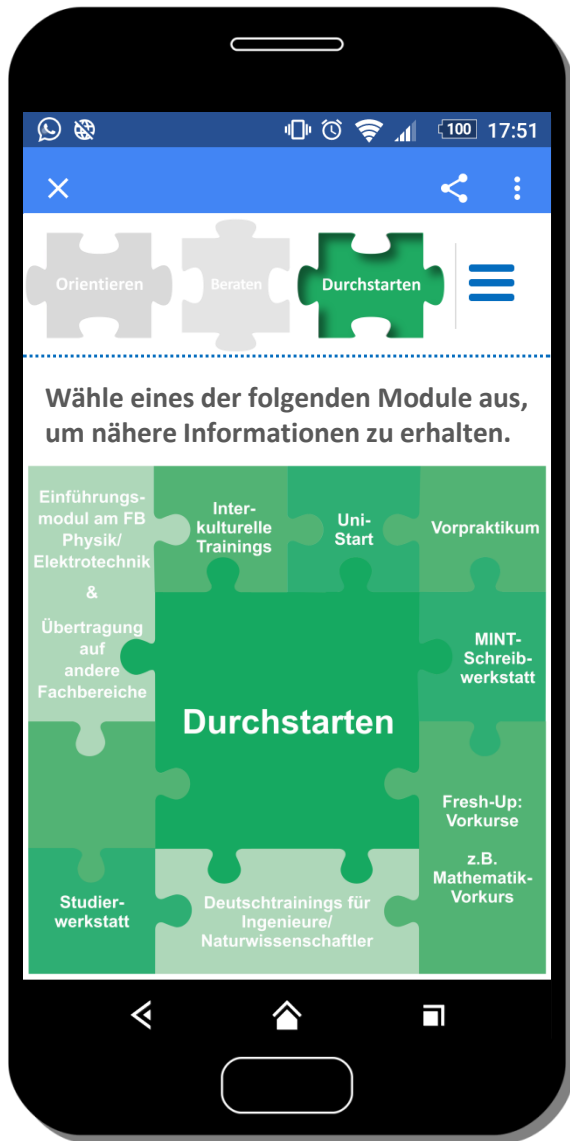 100 17:51
Orientieren
Beraten
Durchstarten
Wähle eines der folgenden Module aus,
um nähere Informationen zu erhalten.
Einführungs-
modul am FB
Physik/
Elektrotechnik
&
Übertragung
auf
andere
Fachbereiche
Inter-
kulturelle
Trainings
Uni-
Start
Vorpraktikum
MINT-
Schreib-
werkstatt
Durchstarten
Fresh-Up:
Vorkurse
z.B.
Mathematik-
Vorkurs
Studier-
werkstatt
Deutschtrainings für
Ingenieure/
Naturwissenschaftler